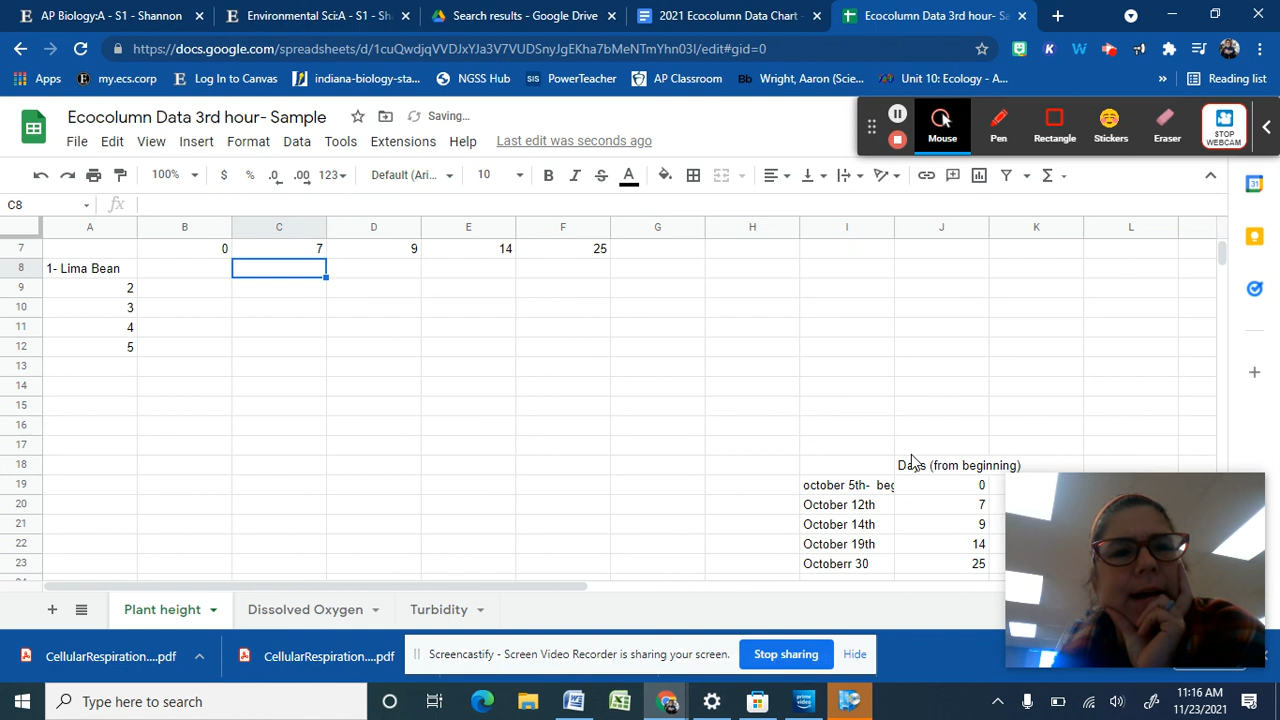 AP BiologyA - S1 - Shannon
Environmental SciA - S1 - Sha
Search results - Google Drive
2021 Ecocolumn Data Chart -
Ecocolumn Data 3rd hour- Sa
https://docs.google.com/spreadsheets/d/1cuQwdjqVVDJxYJa3V7VUDSnyJgEKha7bMeNTmYhn03I/edit#gid=0
Apps
my.ecs.corp
Log In to Canvas
indiana-biology-sta...
NGSS Hub
SIS PowerTeacher
AP Classroom
Bb Wright, Aaron (Scie...
Unit 10: Ecology - A...
Reading list
Ecocolumn Data 3rd hour- Sample
Saving...
File Edit View Insert Format Data Tools Extensions Help
Last edit was seconds ago
Mouse Pen Rectangle Stickers Eraser
STOP WEBCAM
100% $ % .0 .00 123 Default (Ari... 10 B I S A
C8 fx
A B C D E F G H I J K L
7 0 7 9 14 25
8 1- Lima Bean
9 2
10 3
11 4
12 5
13
14
15
16
17
18 Days (from beginning)
19 october 5th- beg 0
20 October 12th 7
21 October 14th 9
22 October 19th 14
23 Octoberr 30 25
Plant height
Dissolved Oxygen
Turbidity
CellularRespiration....pdf
CellularRespiration....pdf
Screencastify - Screen Video Recorder is sharing your screen.
Stop sharing
Hide
Type here to search
prime video
11:16 AM
11/23/2021